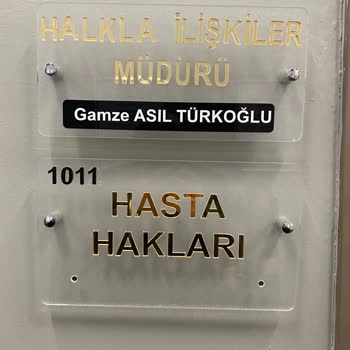 HALKLA İLİŞKİLER
MÜDÜRÜ
Gamze ASIL TÜRKOĞLU
1011
HASTA
HAKLARI